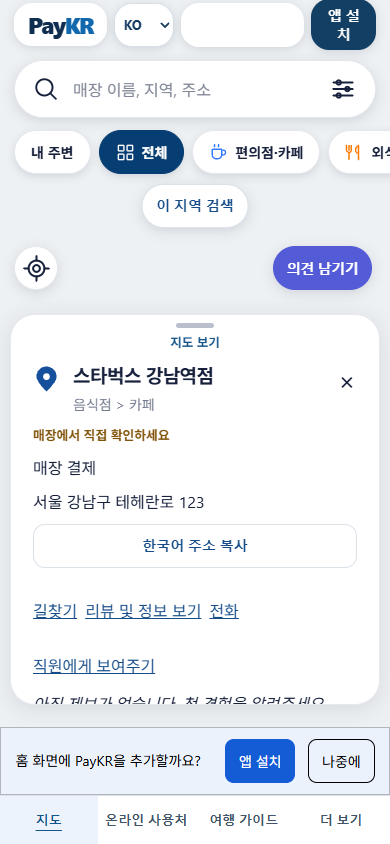 PayKR
KO
앱 설
치
매장 이름, 지역, 주소
내 주변
전체
편의점·카페
이 지역 검색
의견 남기기
지도 보기
스타벅스 강남역점
음식점 > 카페
매장에서 직접 확인하세요
매장 결제
서울 강남구 테헤란로 123
한국어 주소 복사
길찾기 리뷰 및 정보 보기 전화
직원에게 보여주기
홈 화면에 PayKR을 추가할까요?
앱 설치
나중에
지도
온라인 사용처
여행 가이드
더 보기